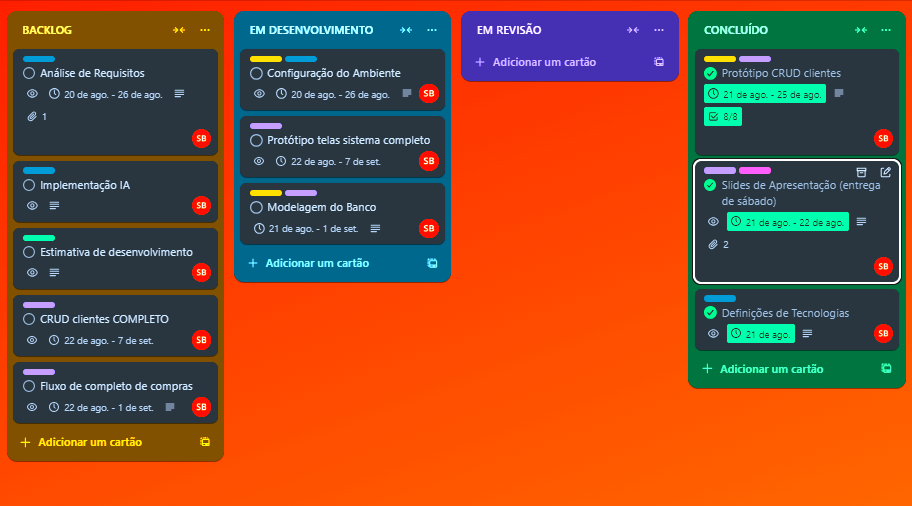 BACKLOG
Análise de Requisitos
20 de ago. - 26 de ago.
1
SB
Implementação IA
SB
Estimativa de desenvolvimento
SB
CRUD clientes COMPLETO
22 de ago. - 7 de set.
SB
Fluxo de completo de compras
22 de ago. - 1 de set.
SB
Adicionar um cartão
EM DESENVOLVIMENTO
Configuração do Ambiente
20 de ago. - 26 de ago.
SB
Protótipo telas sistema completo
22 de ago. - 7 de set.
SB
Modelagem do Banco
21 de ago. - 1 de set.
SB
Adicionar um cartão
EM REVISÃO
Adicionar um cartão
CONCLUÍDO
Protótipo CRUD clientes
21 de ago. - 25 de ago.
8/8
SB
Slides de Apresentação (entrega
de sábado)
21 de ago. - 22 de ago.
2
SB
Definições de Tecnologias
21 de ago.
SB
Adicionar um cartão